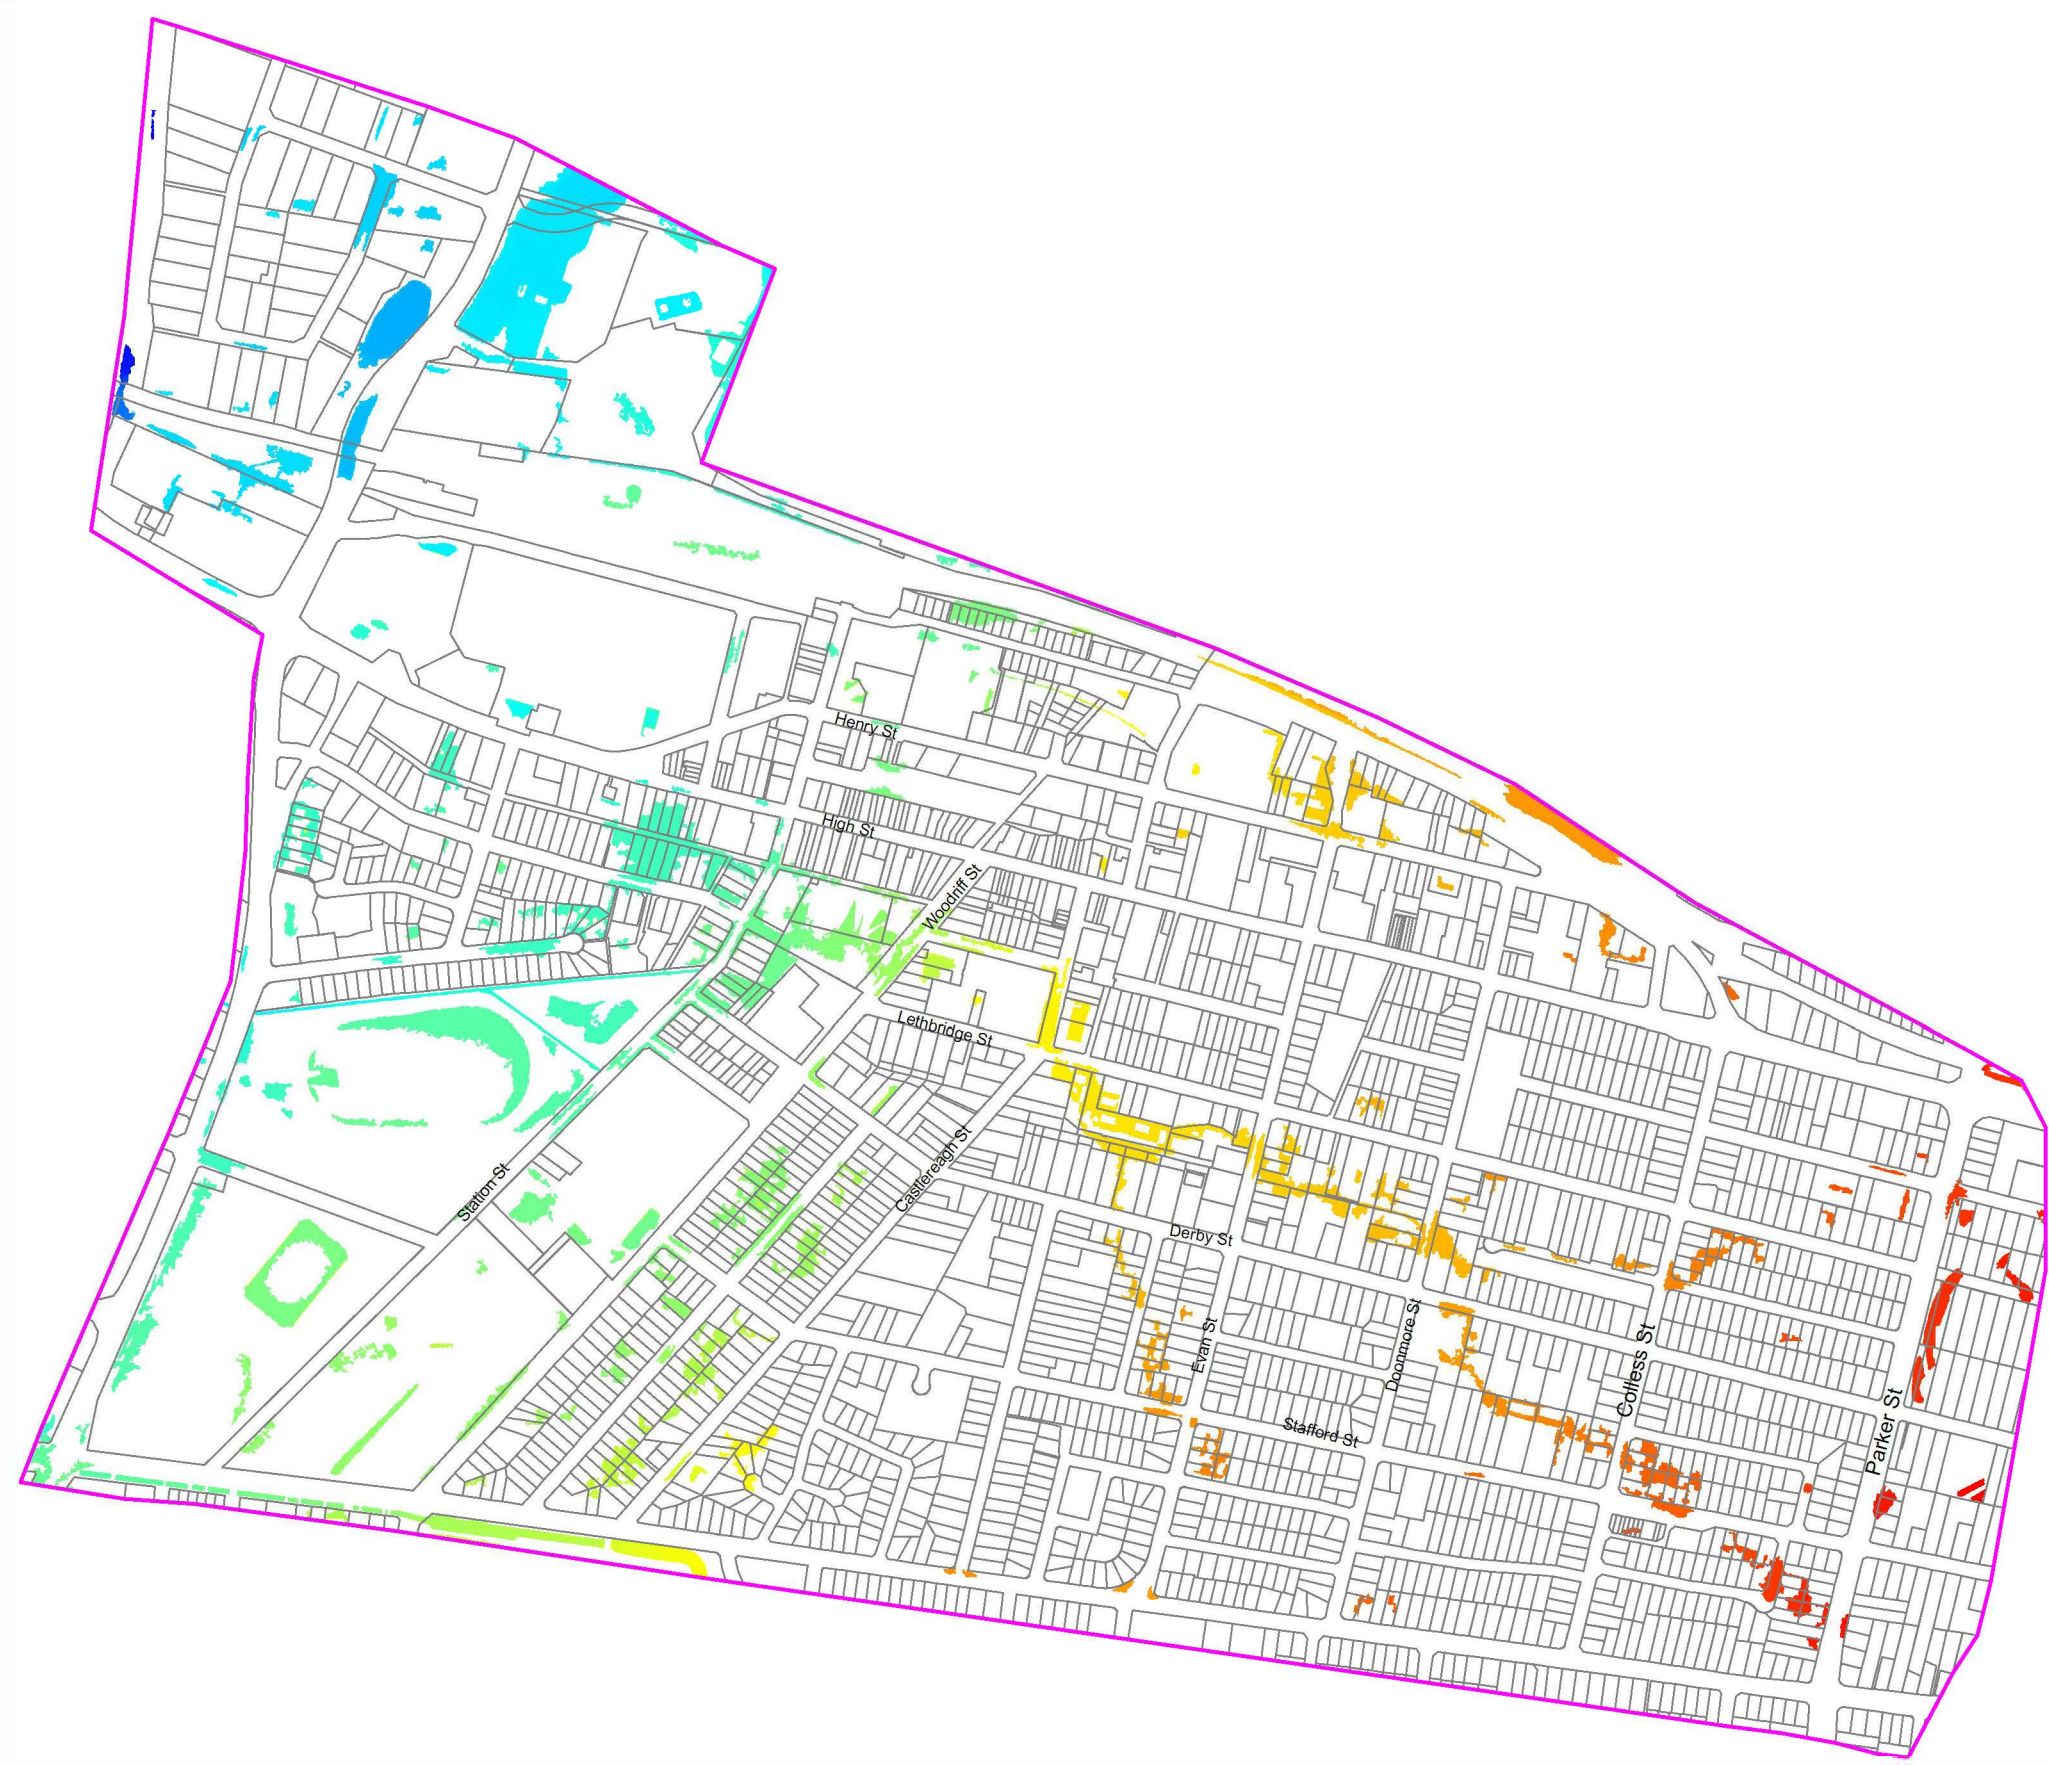 Henry St
High St
Woodriff St
Lethbridge St
Castlereagh St
Station St
Derby St
Evan St
Doonmore St
Colless St
Stafford St
Parker St